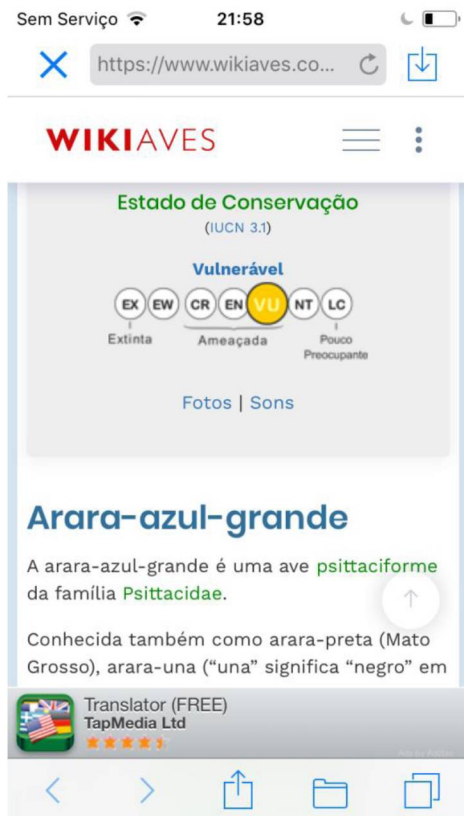 Sem Serviço 21:58
https://www.wikiaves.co...
WIKIAVES
Estado de Conservação
(IUCN 3.1)
Vulnerável
EX EW CR EN VU NT LC
Extinta Ameaçada Pouco
Preocupante
Fotos | Sons
Arara-azul-grande
A arara-azul-grande é uma ave psittaciforme
da família Psittacidae.
Conhecida também como arara-preta (Mato
Grosso), arara-una (“una” significa “negro” em
Translator (FREE)
TapMedia Ltd